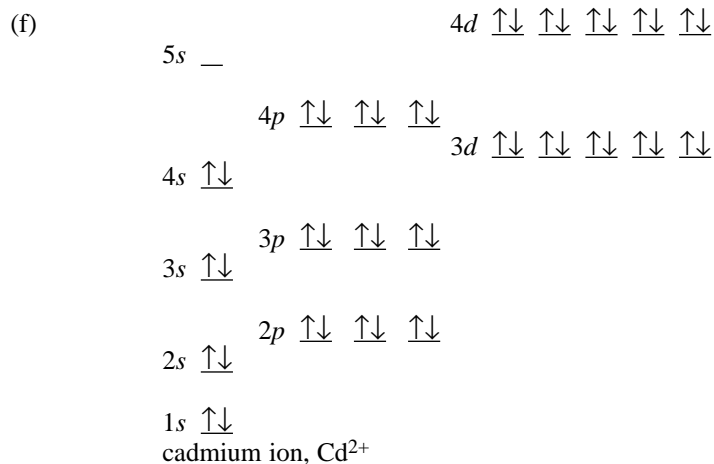 (f)
4d ↑↓ ↑↓ ↑↓ ↑↓ ↑↓
5s __
4p ↑↓ ↑↓ ↑↓
3d ↑↓ ↑↓ ↑↓ ↑↓ ↑↓
4s ↑↓
3p ↑↓ ↑↓ ↑↓
3s ↑↓
2p ↑↓ ↑↓ ↑↓
2s ↑↓
1s ↑↓
cadmium ion, Cd²⁺